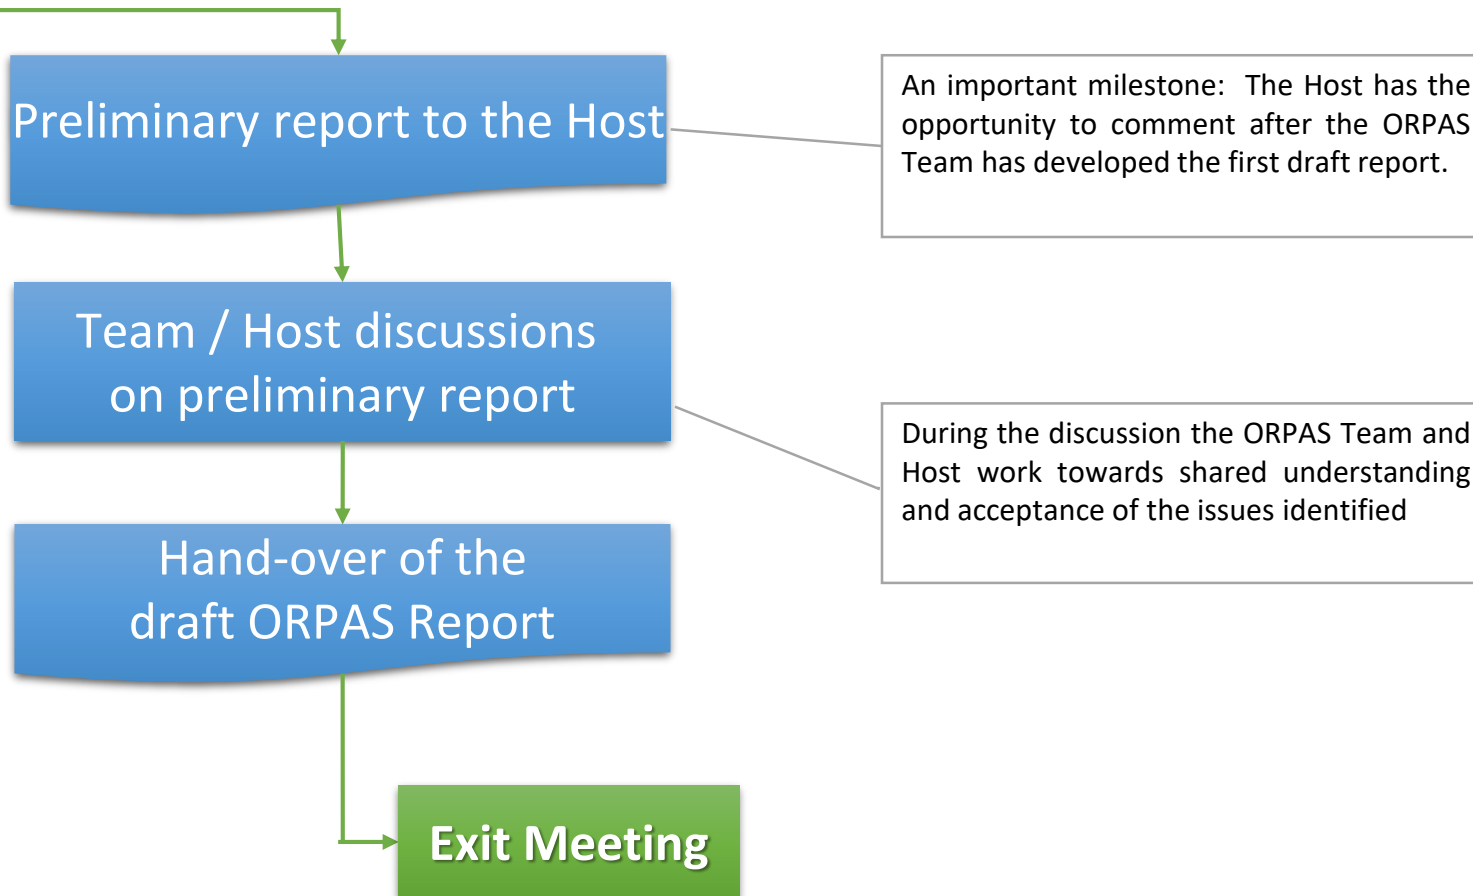 Preliminary report to the Host
An important milestone: The Host has the
opportunity to comment after the ORPAS
Team has developed the first draft report.
Team / Host discussions
on preliminary report
During the discussion the ORPAS Team and
Host work towards shared understanding
and acceptance of the issues identified
Hand-over of the
draft ORPAS Report
Exit Meeting